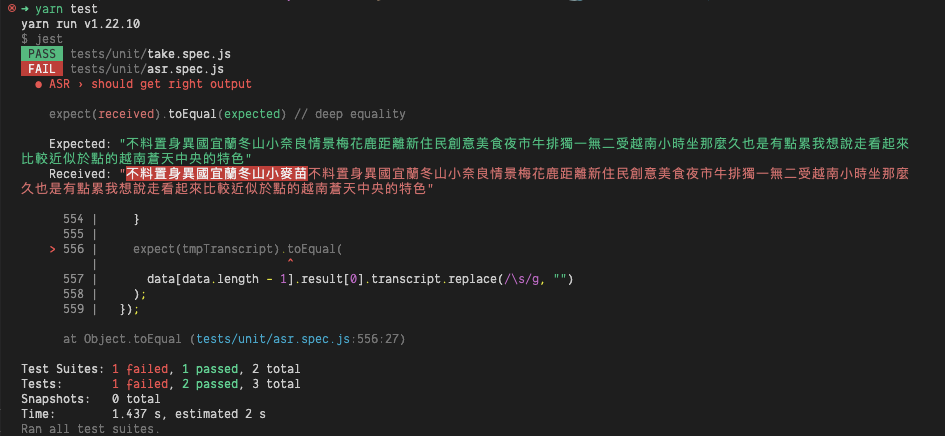 → yarn test
yarn run v1.22.10
$ jest
PASS tests/unit/take.spec.js
FAIL tests/unit/asr.spec.js
● ASR › should get right output
expect(received).toEqual(expected) // deep equality
Expected: "不料置身異國宜蘭冬山小奈良情景梅花鹿距離新住民創意美食夜市牛排獨一無二受越南小時坐那麼久也是有點累我想說走看起來
比較近似於點的越南蒼天中央的特色"
Received: "不料置身異國宜蘭冬山小麥苗不料置身異國宜蘭冬山小奈良情景梅花鹿距離新住民創意美食夜市牛排獨一無二受越南小時坐那麼
久也是有點累我想說走看起來比較近似於點的越南蒼天中央的特色"
554 | }
555 |
> 556 | expect(tmpTranscript).toEqual(
| ^
557 | data[data.length - 1].result[0].transcript.replace(/\s/g, "")
558 | );
559 | });
at Object.toEqual (tests/unit/asr.spec.js:556:27)
Test Suites: 1 failed, 1 passed, 2 total
Tests: 1 failed, 2 passed, 3 total
Snapshots: 0 total
Time: 1.437 s, estimated 2 s
Ran all test suites.